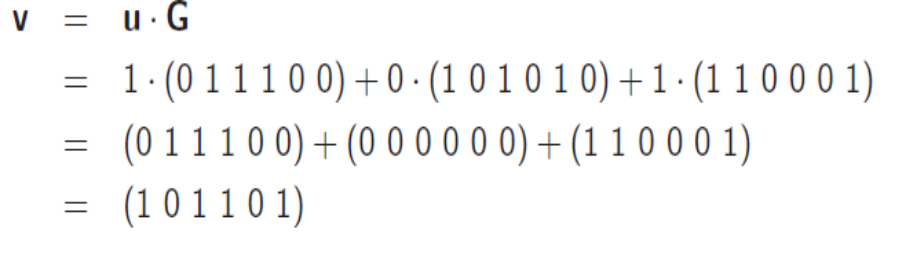 v = u · G
= 1 · (0 1 1 1 0 0) + 0 · (1 0 1 0 1 0) + 1 · (1 1 0 0 0 1)
= (0 1 1 1 0 0) + (0 0 0 0 0 0) + (1 1 0 0 0 1)
= (1 0 1 1 0 1)